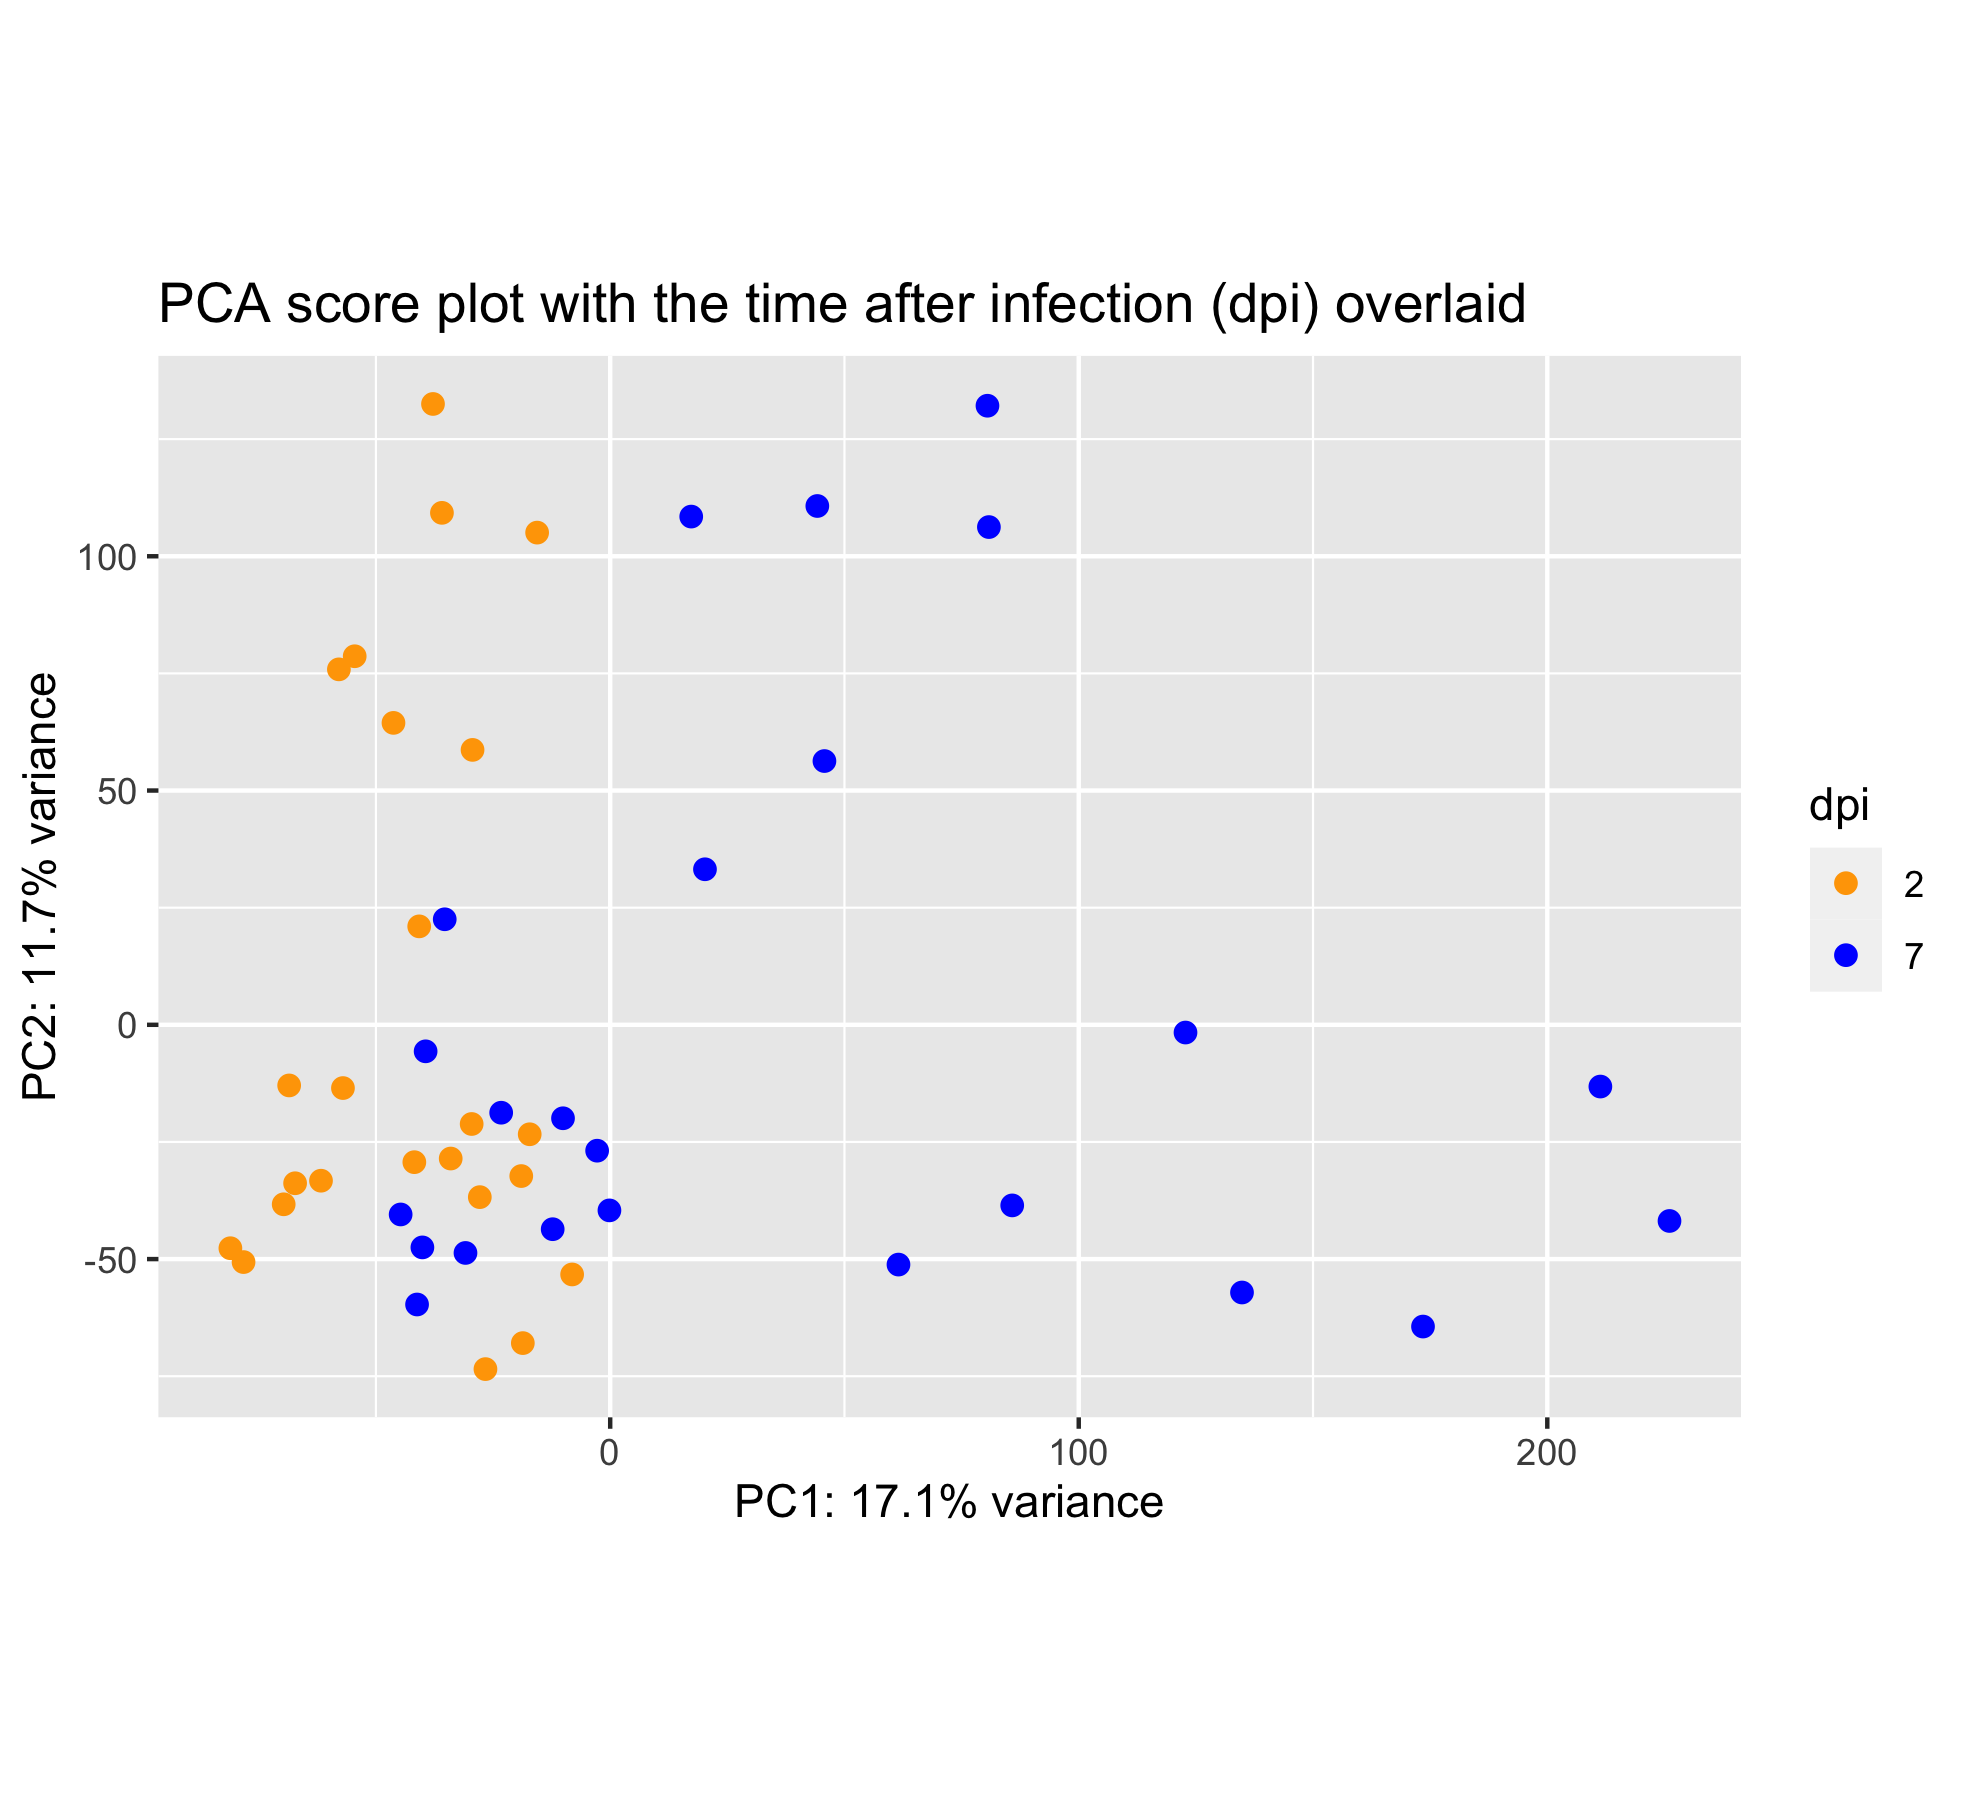 PCA score plot with the time after infection (dpi) overlaid
PC2: 11.7% variance
100
50
0
-50
0
100
200
PC1: 17.1% variance
dpi
2
7